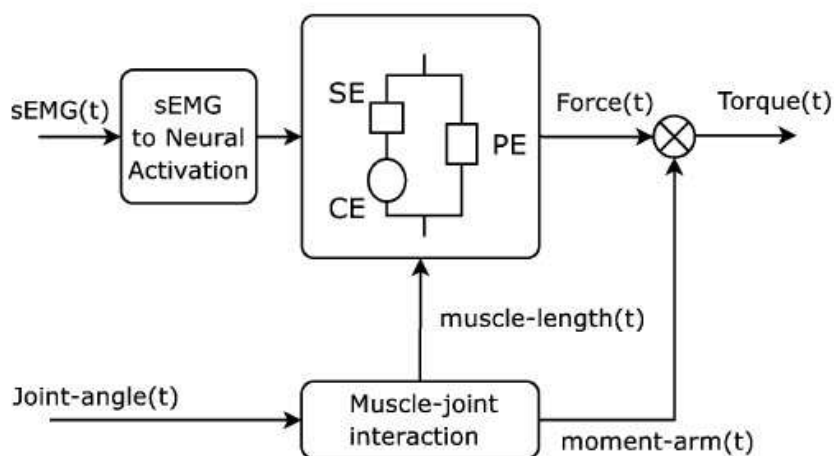 sEMG(t)
sEMG
to Neural
Activation
SE
CE
PE
Force(t)
Torque(t)
muscle-length(t)
Joint-angle(t)
Muscle-joint
interaction
moment-arm(t)